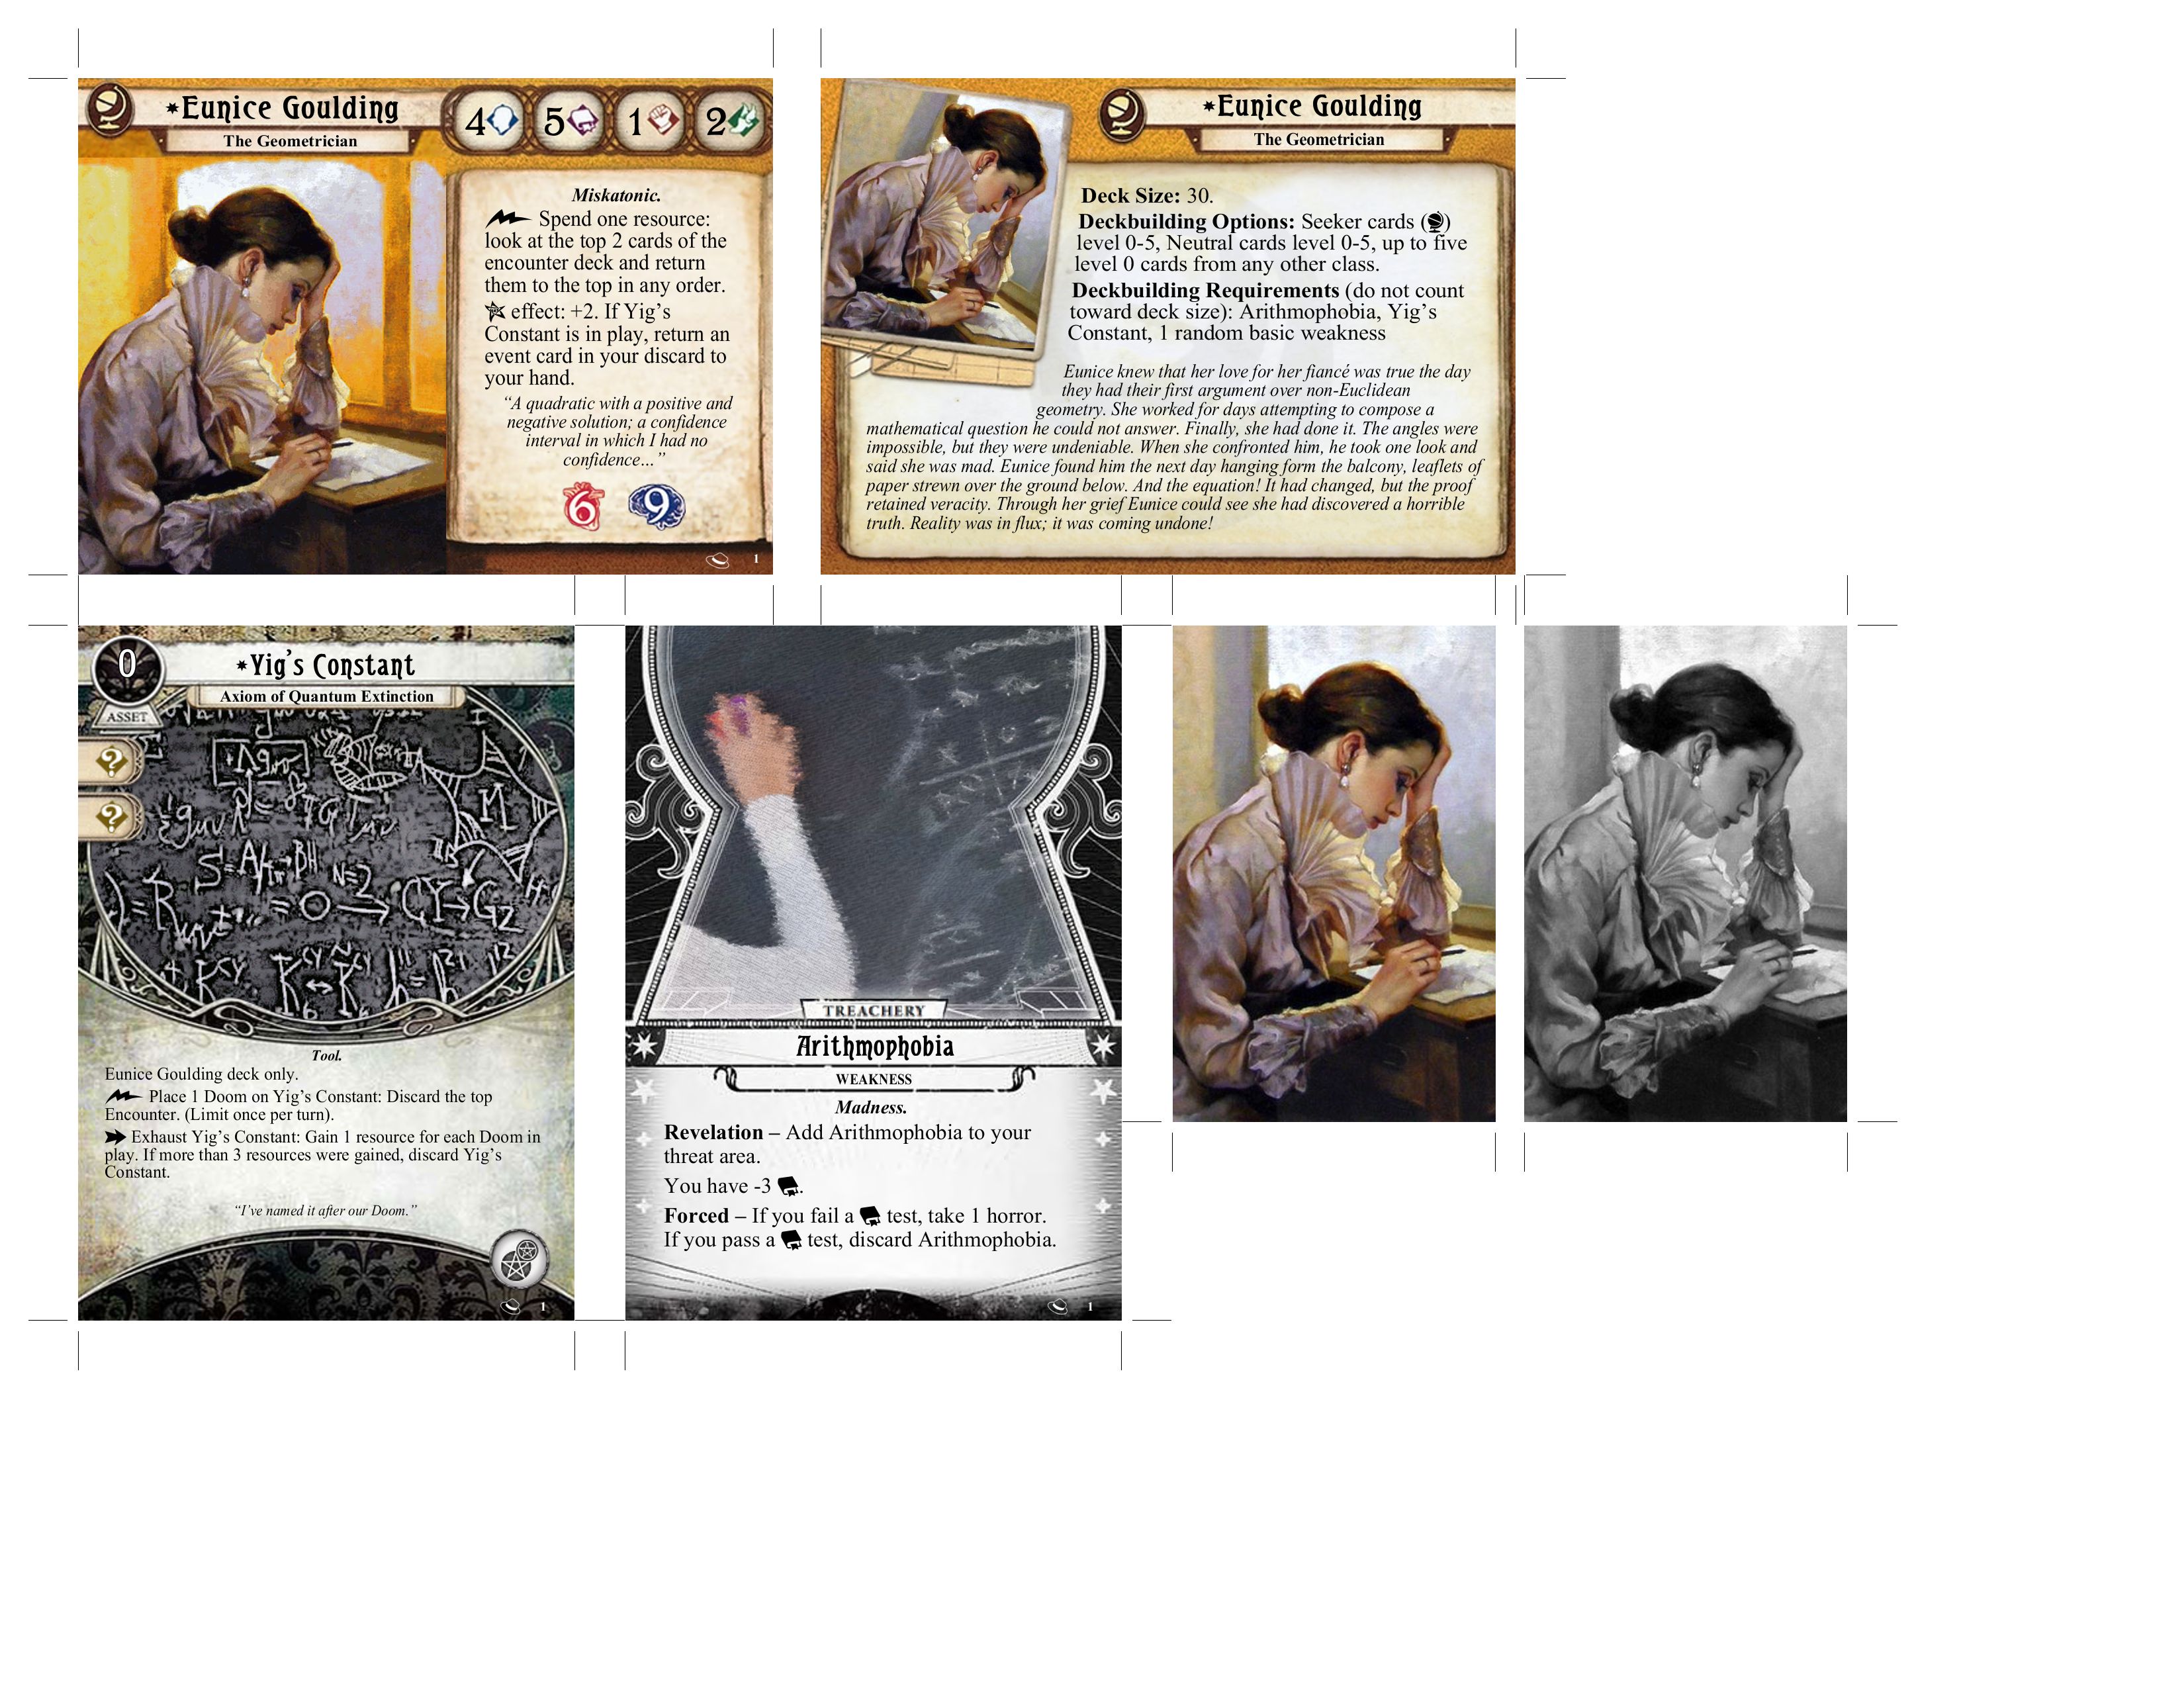 Eunice Goulding
The Geometrician
4 5 1 2
Miskatonic.
Spend one resource:
look at the top 2 cards of the
encounter deck and return
them to the top in any order.
effect: +2. If Yig's
Constant is in play, return an
event card in your discard to
your hand.
“A quadratic with a positive and
negative solution; a confidence
interval in which I had no
confidence…”
6 9
1
Eunice Goulding
The Geometrician
Deck Size: 30.
Deckbuilding Options: Seeker cards ( )
level 0-5, Neutral cards level 0-5, up to five
level 0 cards from any other class.
Deckbuilding Requirements (do not count
toward deck size): Arithmophobia, Yig’s
Constant, 1 random basic weakness
Eunice knew that her love for her fiancé was true the day
they had their first argument over non-Euclidean
geometry. She worked for days attempting to compose a
mathematical question he could not answer. Finally, she had done it. The angles were
impossible, but they were undeniable. When she confronted him, he took one look and
said she was mad. Eunice found him the next day hanging form the balcony, leaflets of
paper strewn over the ground below. And the equation! It had changed, but the proof
retained veracity. Through her grief Eunice could see she had discovered a horrible
truth. Reality was in flux; it was coming undone!
0
Yig’s Constant
Axiom of Quantum Extinction
ASSET
?
?
N=2
Tool.
Eunice Goulding deck only.
Place 1 Doom on Yig’s Constant: Discard the top
Encounter. (Limit once per turn).
: Exhaust Yig’s Constant: Gain 1 resource for each Doom in
play. If more than 3 resources were gained, discard Yig’s
Constant.
“I’ve named it after our Doom.”
1
TREACHERY
Arithmophobia
WEAKNESS
Madness.
Revelation – Add Arithmophobia to your
threat area.
You have -3 .
Forced – If you fail a test, take 1 horror.
If you pass a test, discard Arithmophobia.
1